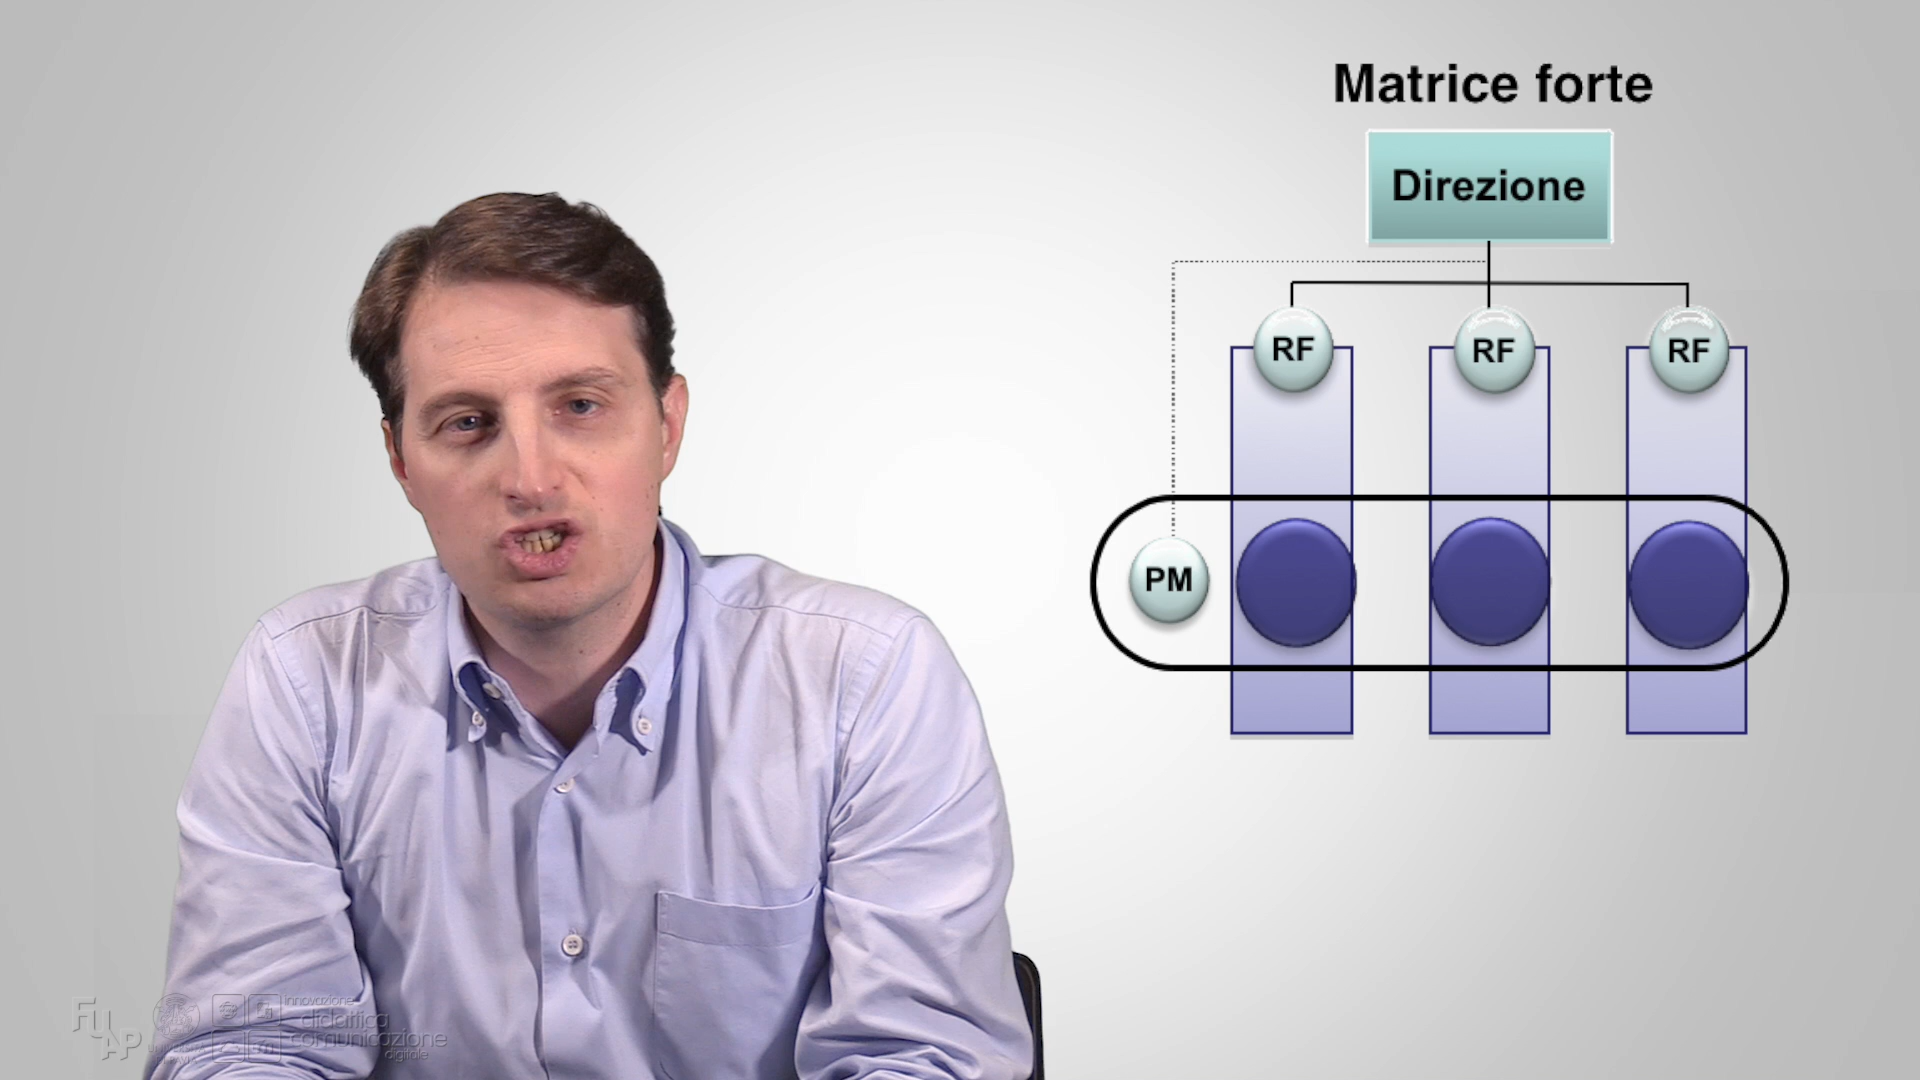 Matrice forte
Direzione
RF RF RF
PM
innovazione
didattica
comunicazione
digitale